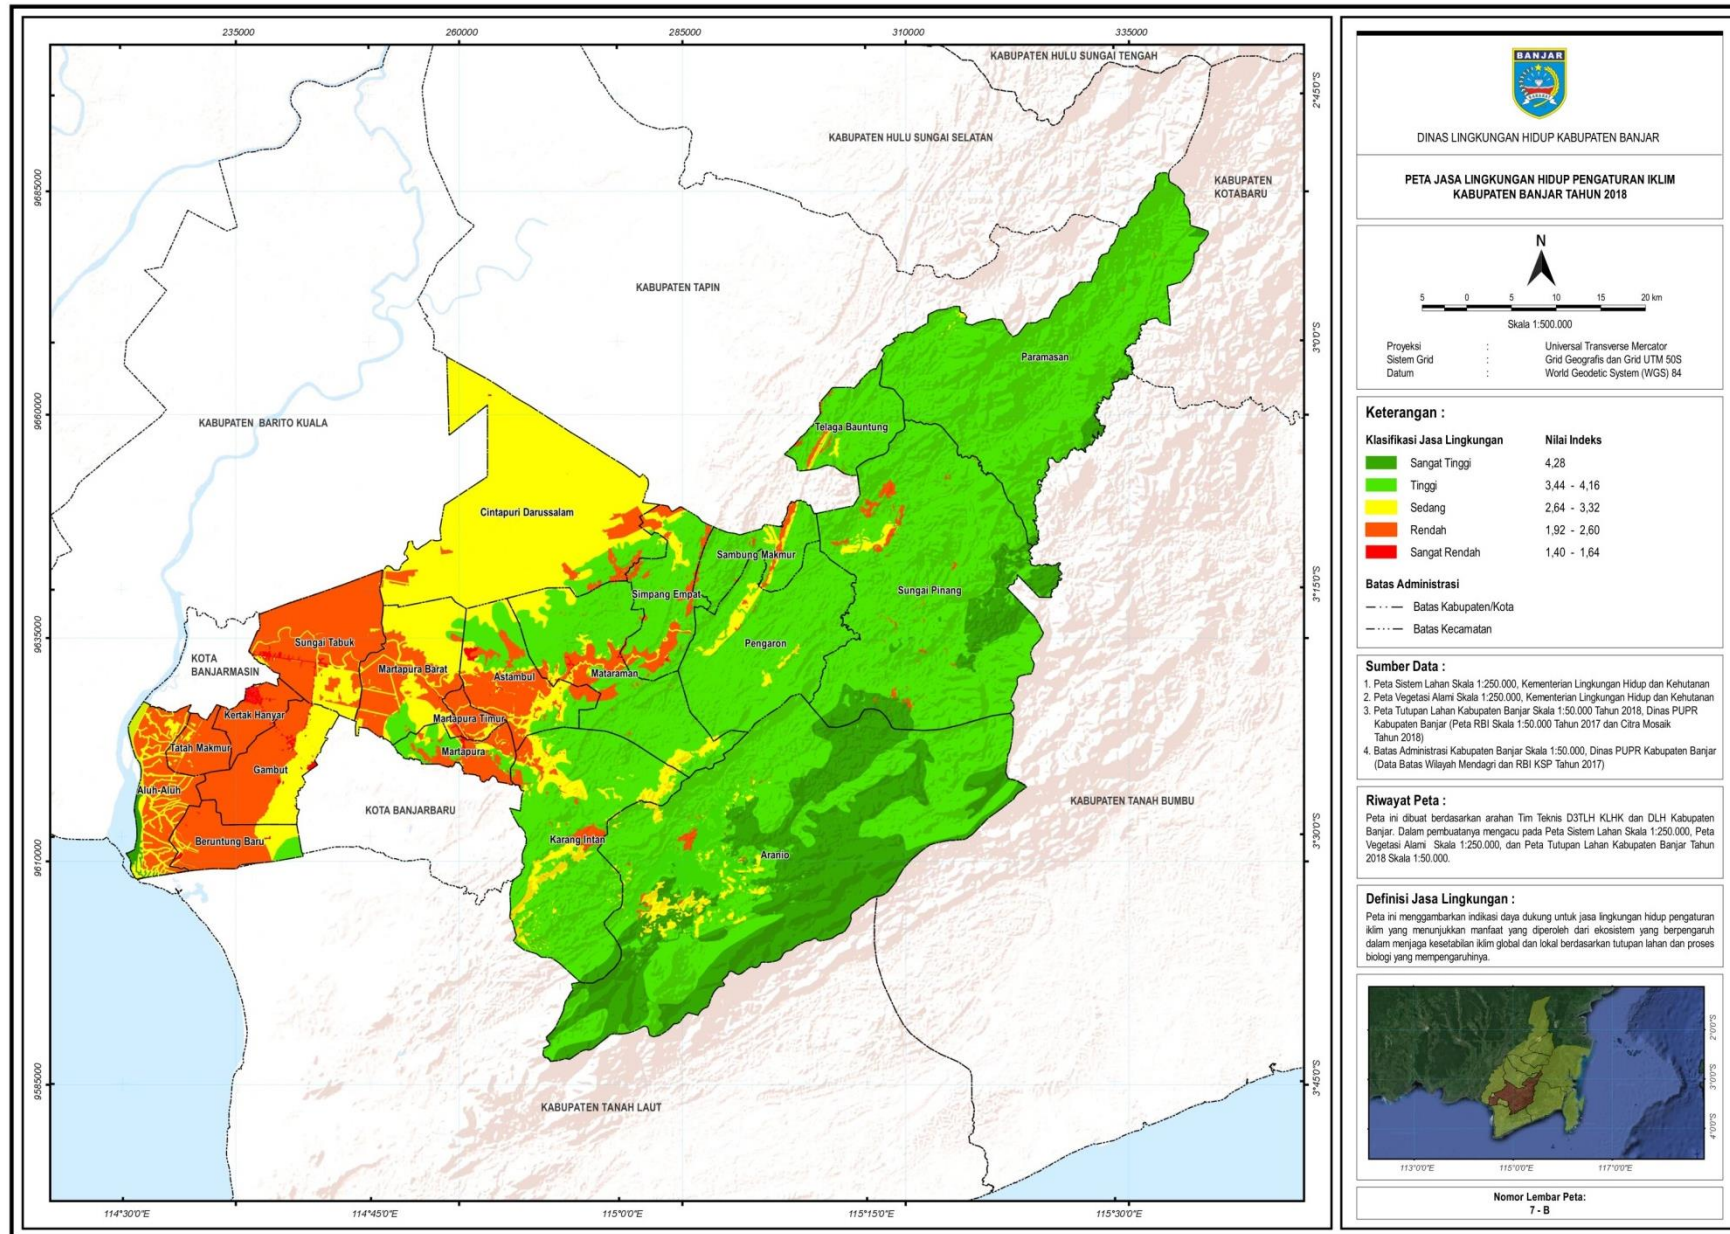 235000
260000
285000
310000
335000
KABUPATEN HULU SUNGAI TENGAH
KABUPATEN HULU SUNGAI SELATAN
KABUPATEN
KOTABARU
KABUPATEN TAPIN
KABUPATEN BARITO KUALA
Paramasan
Telaga Bauntung
Cintapuri Darussalam
Sambung Makmur
Simpang Empat
Sungai Pinang
Sungai Tabuk
Pengaron
KOTA
BANJARMASIN
Martapura Barat
Astambul
Mataraman
Kertak Hanyar
Martapura Timur
Tatah Makmur
Martapura
Gambut
Aluh-Aluh
KOTA BANJARBARU
KABUPATEN TANAH BUMBU
Beruntung Baru
Karang Intan
Aranio
KABUPATEN TANAH LAUT
9685000
9660000
9635000
9610000
9585000
2°45'0"S
3°0'0"S
3°15'0"S
3°30'0"S
3°45'0"S
114°30'0"E
114°45'0"E
115°0'0"E
115°15'0"E
115°30'0"E
BANJAR
DINAS LINGKUNGAN HIDUP KABUPATEN BANJAR
PETA JASA LINGKUNGAN HIDUP PENGATURAN IKLIM
KABUPATEN BANJAR TAHUN 2018
N
5 0 5 10 15 20 km
Skala 1:500.000
Proyeksi : Universal Transverse Mercator
Sistem Grid : Grid Geografis dan Grid UTM 50S
Datum : World Geodetic System (WGS) 84
Keterangan :
Klasifikasi Jasa Lingkungan Nilai Indeks
Sangat Tinggi 4,28
Tinggi 3,44 - 4,16
Sedang 2,64 - 3,32
Rendah 1,92 - 2,60
Sangat Rendah 1,40 - 1,64
Batas Administrasi
Batas Kabupaten/Kota
Batas Kecamatan
Sumber Data :
1. Peta Sistem Lahan Skala 1:250.000, Kementerian Lingkungan Hidup dan Kehutanan
2. Peta Vegetasi Alami Skala 1:250.000, Kementerian Lingkungan Hidup dan Kehutanan
3. Peta Tutupan Lahan Kabupaten Banjar Skala 1:50.000 Tahun 2018, Dinas PUPR
Kabupaten Banjar (Peta RBI Skala 1:50.000 Tahun 2017 dan Citra Mosaik
Tahun 2018)
4. Batas Administrasi Kabupaten Banjar Skala 1:50.000, Dinas PUPR Kabupaten Banjar
(Data Batas Wilayah Mendagri dan RBI KSP Tahun 2017)
Riwayat Peta :
Peta ini dibuat berdasarkan arahan Tim Teknis D3TLH KLHK dan DLH Kabupaten
Banjar. Dalam pembuatanya mengacu pada Peta Sistem Lahan Skala 1:250.000, Peta
Vegetasi Alami Skala 1:250.000, dan Peta Tutupan Lahan Kabupaten Banjar Tahun
2018 Skala 1:50.000.
Definisi Jasa Lingkungan :
Peta ini menggambarkan indikasi daya dukung untuk jasa lingkungan hidup pengaturan
iklim yang menunjukkan manfaat yang diperoleh dari ekosistem yang berpengaruh
dalam menjaga kesetabilan iklim global dan lokal berdasarkan tutupan lahan dan proses
biologi yang mempengaruhinya.
2°0'0"S
3°0'0"S
4°0'0"S
113°0'0"E
115°0'0"E
117°0'0"E
Nomor Lembar Peta:
7 - B